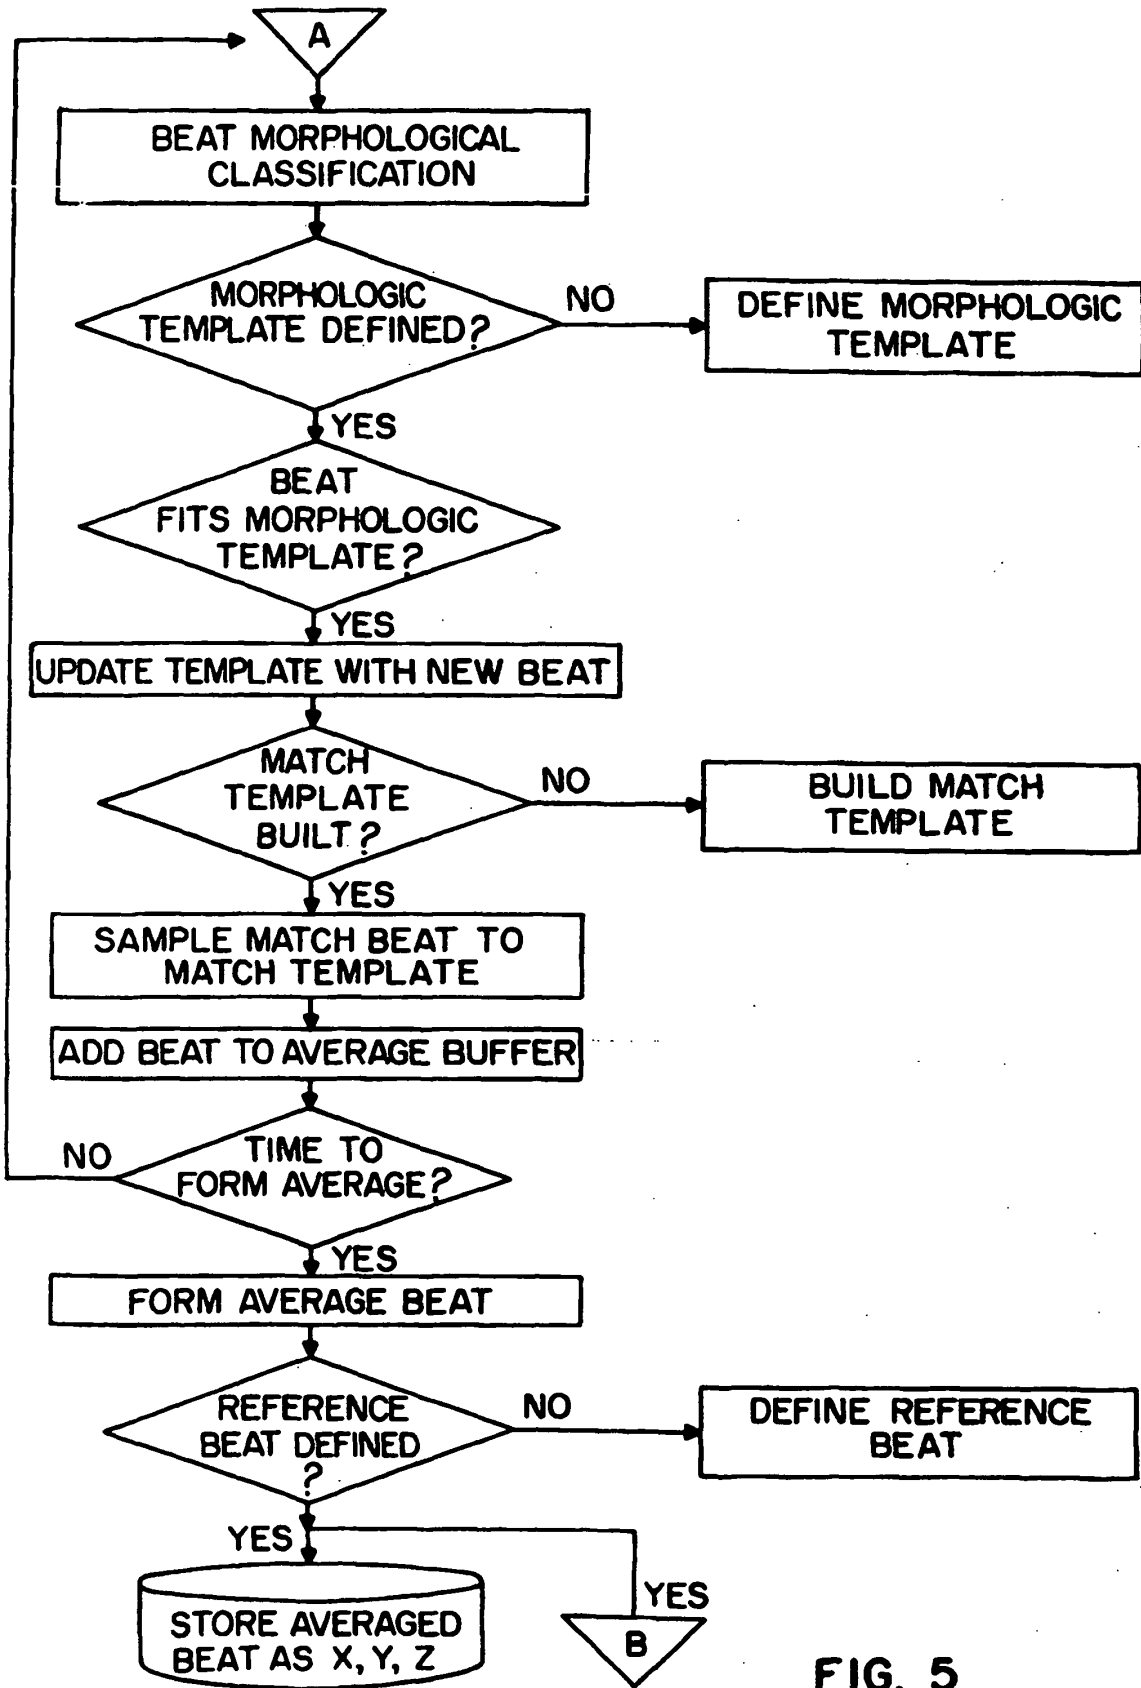 A
BEAT MORPHOLOGICAL
CLASSIFICATION
MORPHOLOGIC
TEMPLATE DEFINED?
NO
DEFINE MORPHOLOGIC
TEMPLATE
YES
BEAT
FITS MORPHOLOGIC
TEMPLATE?
YES
UPDATE TEMPLATE WITH NEW BEAT
MATCH
TEMPLATE
BUILT?
NO
BUILD MATCH
TEMPLATE
YES
SAMPLE MATCH BEAT TO
MATCH TEMPLATE
ADD BEAT TO AVERAGE BUFFER
NO
TIME TO
FORM AVERAGE?
YES
FORM AVERAGE BEAT
REFERENCE
BEAT DEFINED
?
NO
DEFINE REFERENCE
BEAT
YES
YES
STORE AVERAGED
BEAT AS X, Y, Z
B
FIG. 5